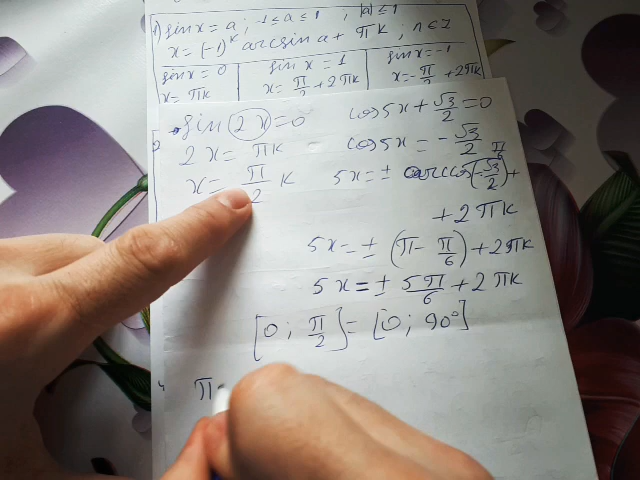 1) sin x = a; -1 ≤ a ≤ 1, |a| ≤ 1
x = (-1)^k arcsin a + πk, n ∈ Z
sin x = 0
x = πk
sin x = 1
x = π/2 + 2πk
sin x = -1
x = -π/2 + 2πk
sin 2x = 0
2x = πk
x = π/2 k
cos 5x + √3/2 = 0
cos 5x = -√3/2
π/6
5x = ± arccos(-√3/2) +
+ 2πk
5x = ± (π - π/6) + 2πk
5x = ± 5π/6 + 2πk
[0; π/2] = [0; 90°]
π